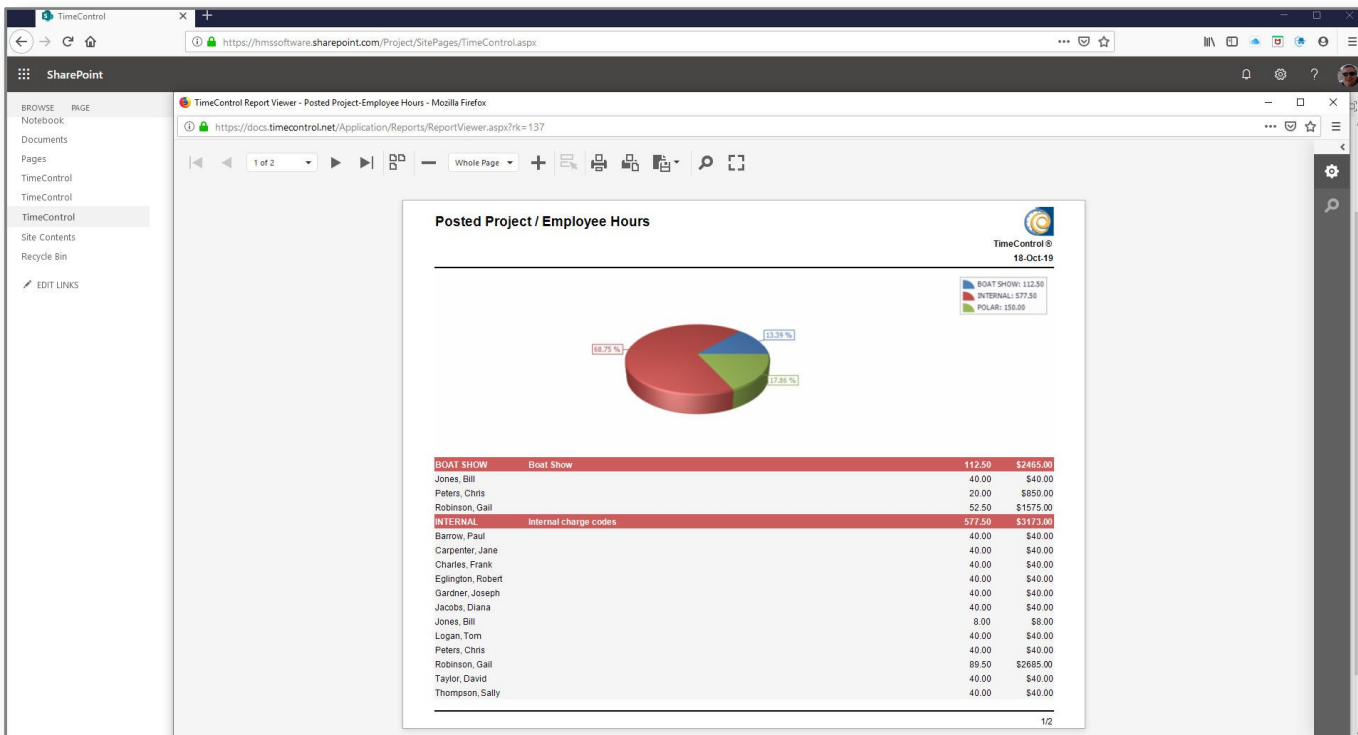 TimeControl
https://hmssoftware.sharepoint.com/Project/SitePages/TimeControl.aspx
SharePoint
BROWSE PAGE
Notebook
Documents
Pages
TimeControl
TimeControl
TimeControl
Site Contents
Recycle Bin
EDIT LINKS
TimeControl Report Viewer - Posted Project-Employee Hours - Mozilla Firefox
https://docs.timecontrol.net/Application/Reports/ReportViewer.aspx?rk=137
1 of 2
Whole Page
Posted Project / Employee Hours
TimeControl ®
18-Oct-19
BOAT SHOW: 112.50
INTERNAL: 577.50
POLAR: 150.00
13.39 %
68.75 %
17.86 %
BOAT SHOW Boat Show 112.50 $2465.00
Jones, Bill 40.00 $40.00
Peters, Chris 20.00 $850.00
Robinson, Gail 52.50 $1575.00
INTERNAL Internal charge codes 577.50 $3173.00
Barrow, Paul 40.00 $40.00
Carpenter, Jane 40.00 $40.00
Charles, Frank 40.00 $40.00
Eglington, Robert 40.00 $40.00
Gardner, Joseph 40.00 $40.00
Jacobs, Diana 40.00 $40.00
Jones, Bill 8.00 $8.00
Logan, Tom 40.00 $40.00
Peters, Chris 40.00 $40.00
Robinson, Gail 89.50 $2685.00
Taylor, David 40.00 $40.00
Thompson, Sally 40.00 $40.00
1/2